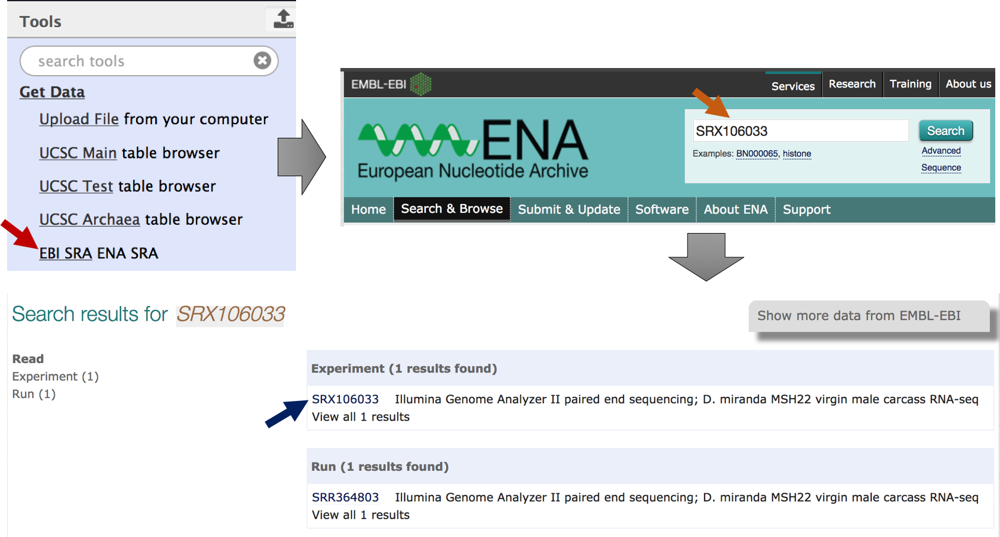 Tools
search tools
Get Data
Upload File from your computer
UCSC Main table browser
UCSC Test table browser
UCSC Archaea table browser
EBI SRA ENA SRA
EMBL-EBI
Services Research Training About us
ENA
European Nucleotide Archive
SRX106033
Search
Examples: BN000065, histone
Advanced
Sequence
Home Search & Browse Submit & Update Software About ENA Support
Search results for SRX106033
Show more data from EMBL-EBI
Read
Experiment (1)
Run (1)
Experiment (1 results found)
SRX106033 Illumina Genome Analyzer II paired end sequencing; D. miranda MSH22 virgin male carcass RNA-seq
View all 1 results
Run (1 results found)
SRR364803 Illumina Genome Analyzer II paired end sequencing; D. miranda MSH22 virgin male carcass RNA-seq
View all 1 results